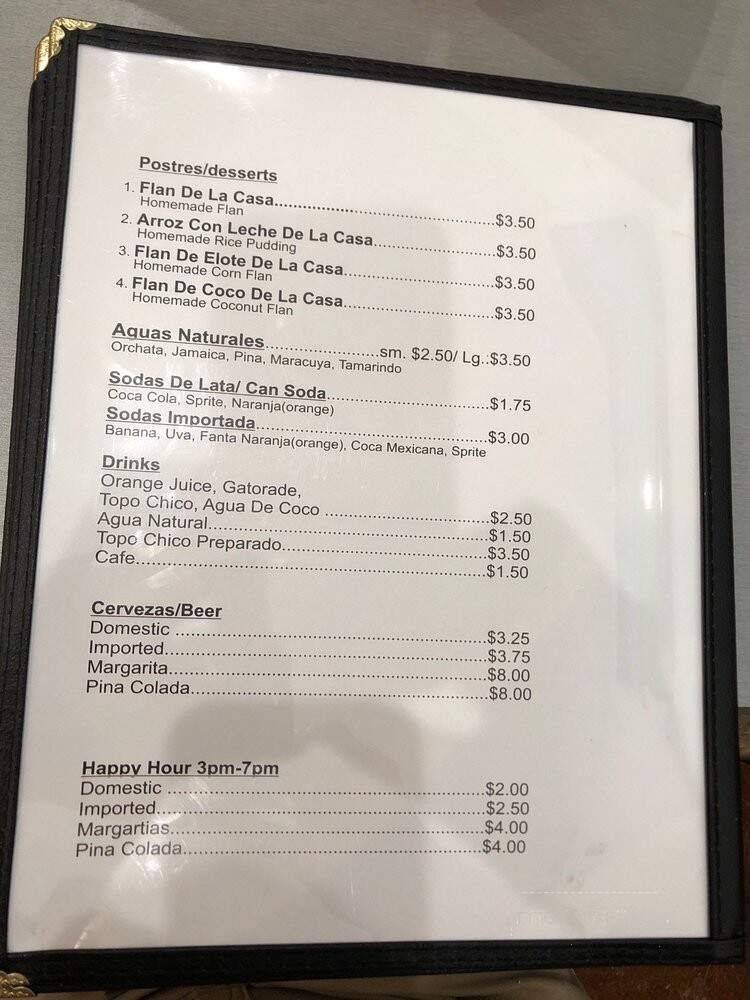 Postres/desserts
1. Flan De La Casa..................................................$3.50
Homemade Flan
2. Arroz Con Leche De La Casa..........................$3.50
Homemade Rice Pudding
3. Flan De Elote De La Casa................................$3.50
Homemade Corn Flan
4. Flan De Coco De La Casa................................$3.50
Homemade Coconut Flan
Aguas Naturales........................sm. $2.50/ Lg.:$3.50
Orchata, Jamaica, Pina, Maracuya, Tamarindo
Sodas De Lata/ Can Soda..................................$1.75
Coca Cola, Sprite, Naranja(orange)
Sodas Importada.................................................$3.00
Banana, Uva, Fanta Naranja(orange), Coca Mexicana, Sprite
Drinks
Orange Juice, Gatorade,
Topo Chico, Agua De Coco ...................................$2.50
Agua Natural...........................................................$1.50
Topo Chico Preparado............................................$3.50
Cafe.........................................................................$1.50
Cervezas/Beer
Domestic .................................................................$3.25
Imported...................................................................$3.75
Margarita..................................................................$8.00
Pina Colada..............................................................$8.00
Happy Hour 3pm-7pm
Domestic ..................................................................$2.00
Imported....................................................................$2.50
Margartias..................................................................$4.00
Pina Colada...............................................................$4.00